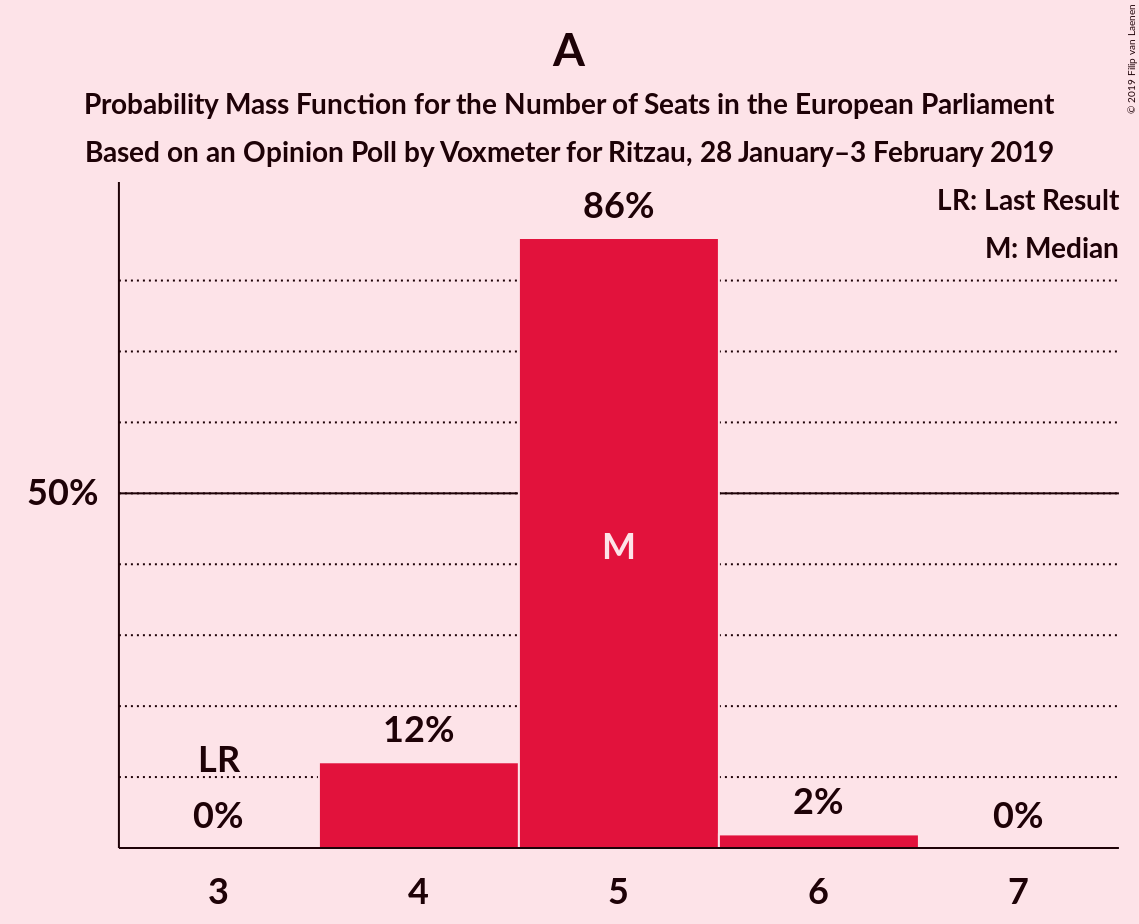 A
Probability Mass Function for the Number of Seats in the European Parliament
Based on an Opinion Poll by Voxmeter for Ritzau, 28 January–3 February 2019
© 2019 Filip van Laenen
LR: Last Result
M: Median
86%
50%
M
12%
LR
0%
2%
0%
3
4
5
6
7